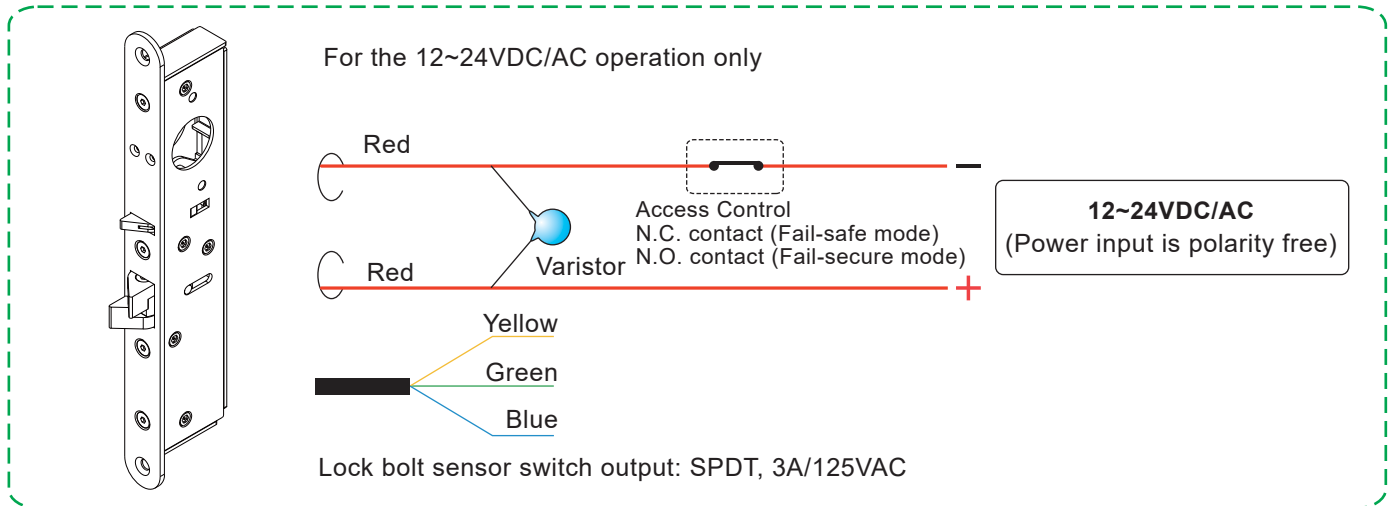 For the 12~24VDC/AC operation only
Red
Access Control
N.C. contact (Fail-safe mode)
N.O. contact (Fail-secure mode)
−
12~24VDC/AC
(Power input is polarity free)
Varistor
Red
+
Yellow
Green
Blue
Lock bolt sensor switch output: SPDT, 3A/125VAC